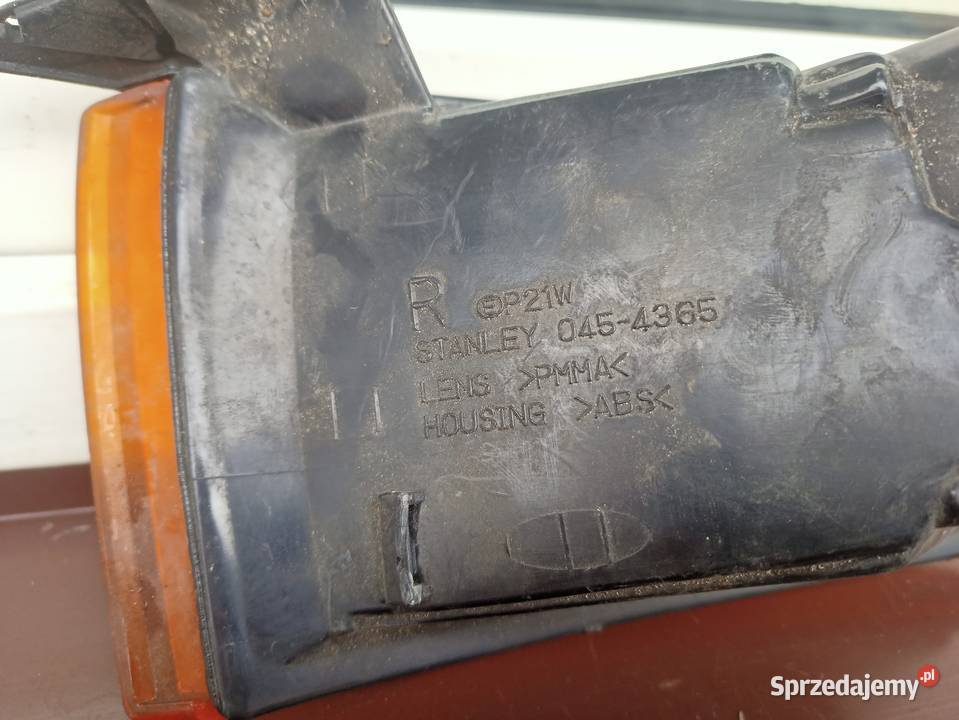 R ⊜P21W
STANLEY 045-4365
LENS >PMMA<
HOUSING >ABS<
Sprzedajemy.pl